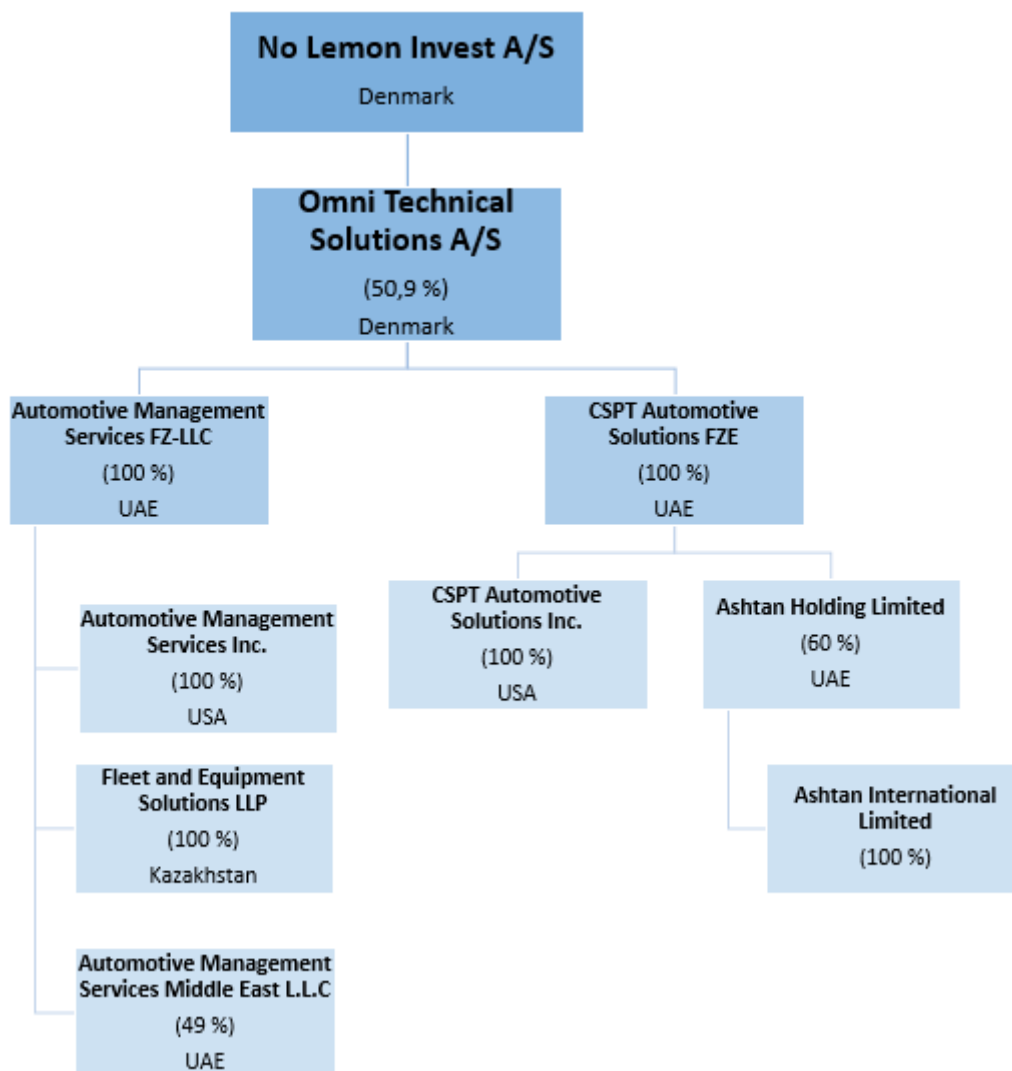 No Lemon Invest A/S
Denmark
Omni Technical
Solutions A/S
(50,9 %)
Denmark
Automotive Management
Services FZ-LLC
(100 %)
UAE
CSPT Automotive
Solutions FZE
(100 %)
UAE
Automotive Management
Services Inc.
(100 %)
USA
Fleet and Equipment
Solutions LLP
(100 %)
Kazakhstan
Automotive Management
Services Middle East L.L.C
(49 %)
UAE
CSPT Automotive
Solutions Inc.
(100 %)
USA
Ashtan Holding Limited
(60 %)
UAE
Ashtan International
Limited
(100 %)